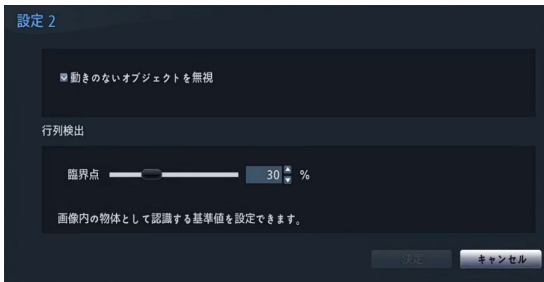 設定 2
動きのないオブジェクトを無視
行列検出
臨界点 30 %
画像内の物体として認識する基準値を設定できます。
決定 キャンセル